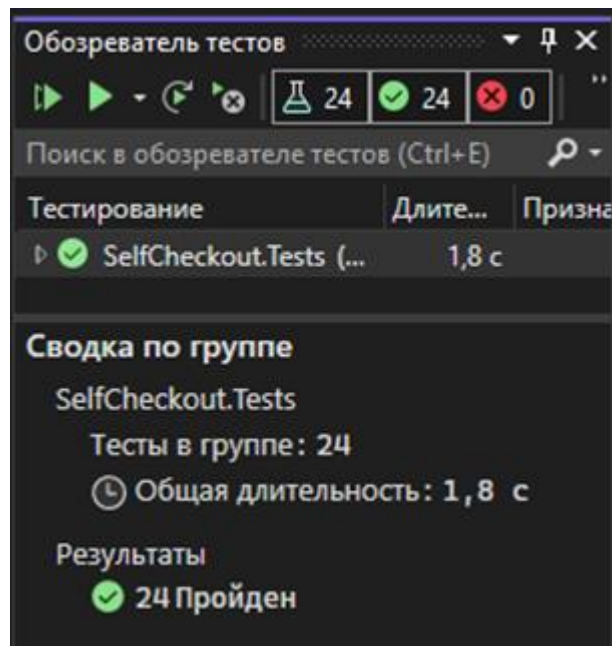 Обозреватель тестов
24 24 0 "
Поиск в обозревателе тестов (Ctrl+E)
Тестирование Длите... Призна
SelfCheckout.Tests (... 1,8 с
Сводка по группе
SelfCheckout.Tests
Тесты в группе: 24
Общая длительность: 1,8 с
Результаты
24 Пройден